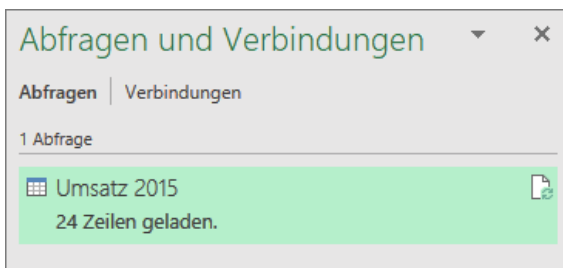 Abfragen und Verbindungen
Abfragen Verbindungen
1 Abfrage
Umsatz 2015
24 Zeilen geladen.